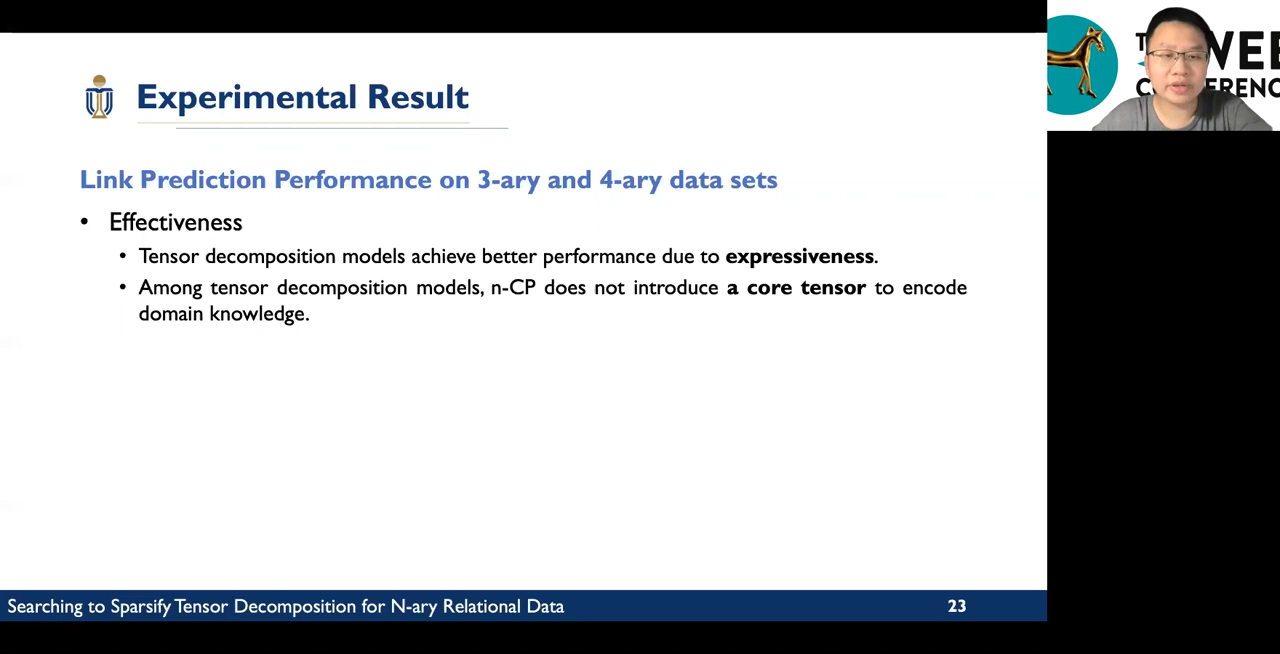 Experimental Result
Link Prediction Performance on 3-ary and 4-ary data sets
• Effectiveness
• Tensor decomposition models achieve better performance due to expressiveness.
• Among tensor decomposition models, n-CP does not introduce a core tensor to encode
domain knowledge.
Searching to Sparsify Tensor Decomposition for N-ary Relational Data
23